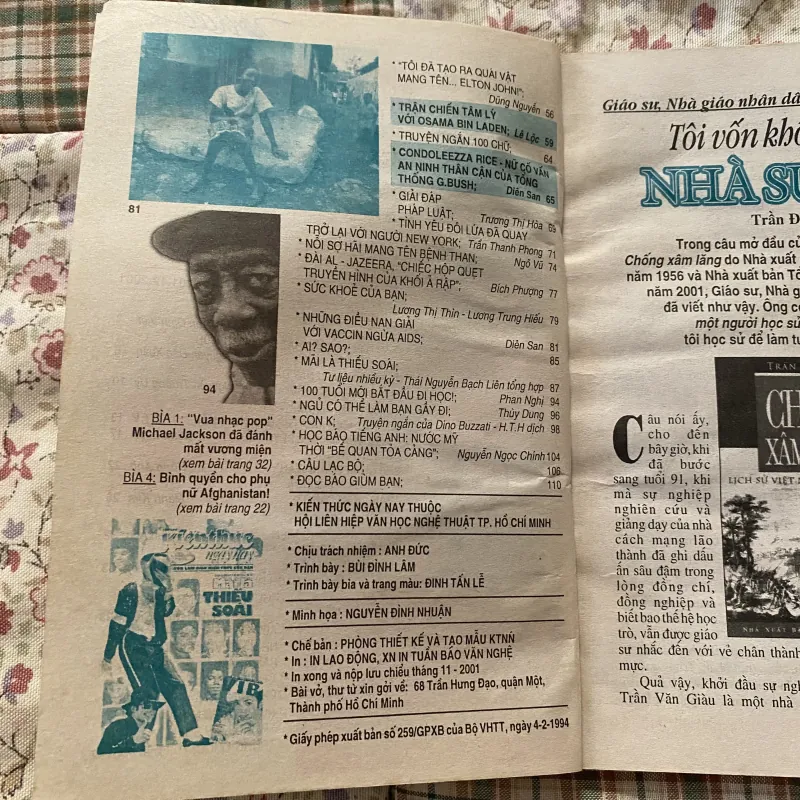 * "TÔI ĐÃ TẠO RA QUÁI VẬT
MANG TÊN... ELTON JOHN!";
Dũng Nguyễn 56
* TRẬN CHIẾN TÂM LÝ
VỚI OSAMA BIN LADEN; Lê Lộc 59
* TRUYỆN NGẮN 100 CHỮ; 64
* CONDOLEEZZA RICE - NỮ CỐ VẤN
AN NINH THÂN CẬN CỦA TỔNG
THỐNG G.BUSH; Diên San 65
* GIẢI ĐÁP
PHÁP LUẬT; Trương Thị Hòa 69
* TÌNH YÊU ĐÔI LỨA ĐÃ QUAY
TRỞ LẠI VỚI NGƯỜI NEW YORK; Trần Thanh Phong 71
* NỖI SỢ HÃI MANG TÊN BỆNH THAN; Ngô Vũ 74
* ĐÀI AL - JAZEERA, "CHIẾC HỘP QUẸT
TRUYỀN HÌNH CỦA KHỐI Ả RẬP"; Bích Phượng 77
* SỨC KHOẺ CỦA BẠN;
Lương Thị Thìn - Lương Trung Hiếu 79
* NHỮNG ĐIỀU NAN GIẢI
VỚI VACCIN NGỪA AIDS; Diên San 81
* AI? SAO?; 85
* MÃI LÀ THIẾU SOÁI;
Tư liệu nhiều kỳ - Thái Nguyễn Bạch Liên tổng hợp 87
* 100 TUỔI MỚI BẮT ĐẦU ĐI HỌC!; Phan Nghị 94
* NGỦ CÓ THỂ LÀM BẠN GẦY ĐI; Thùy Dung 96
* CON K; Truyện ngắn của Dino Buzzati - H.T.H dịch 98
* HỌC BÁO TIẾNG ANH: NƯỚC MỸ
THỜI "BẾ QUAN TỎA CẢNG"; Nguyễn Ngọc Chính 104
* CÂU LẠC BỘ; 106
* ĐỌC BÁO GIÙM BẠN; 110
81
94
BÌA 1: "Vua nhạc pop"
Michael Jackson đã đánh
mất vương miện
(xem bài trang 32)
BÌA 4: Bình quyền cho phụ
nữ Afghanistan!
(xem bài trang 22)
Kiến thức
NGÀY NAY
THIẾU
SOÁI
* KIẾN THỨC NGÀY NAY THUỘC
HỘI LIÊN HIỆP VĂN HỌC NGHỆ THUẬT TP. HỒ CHÍ MINH
* Chịu trách nhiệm : ANH ĐỨC
* Trình bày : BÙI ĐÌNH LÂM
* Trình bày bìa và trang màu: ĐINH TẤN LỄ
* Minh họa : NGUYỄN ĐÌNH NHUẬN
* Chế bản : PHÒNG THIẾT KẾ VÀ TẠO MẪU KTNN
* In : IN LAO ĐỘNG, XN IN TUẦN BÁO VĂN NGHỆ
* In xong và nộp lưu chiểu tháng 11 - 2001
* Bài vở, thư từ xin gởi về: 68 Trần Hưng Đạo, quận Một,
Thành phố Hồ Chí Minh
* Giấy phép xuất bản số 259/GPXB của Bộ VHTT, ngày 4-2-1994
Giáo sư, Nhà giáo nhân dâ
Tôi vốn kh
NHÀ SU
Trần Đ
Trong câu mở đầu củ
Chống xâm lăng do Nhà xuất
năm 1956 và Nhà xuất bản Tổ
năm 2001, Giáo sư, Nhà g
đã viết như vậy. Ông c
một người học sử
tôi học sử để làm tu
TRẦN
CH
XÂM
LỊCH SỬ VIỆT
NHÀ XUẤT B
Câu nói ấy,
cho đến
bây giờ, khi
đã bước
sang tuổi 91, khi
mà sự nghiệp
nghiên cứu và
giảng dạy của nhà
cách mạng lão
thành đã ghi dấu
ấn sâu đậm trong
lòng đồng chí,
đồng nghiệp và
biết bao thế hệ học
trò, vẫn được giáo
sư nhắc đến với vẻ chân thành
mực.
Quả vậy, khởi đầu sự ngh
Trần Văn Giàu là một nhà